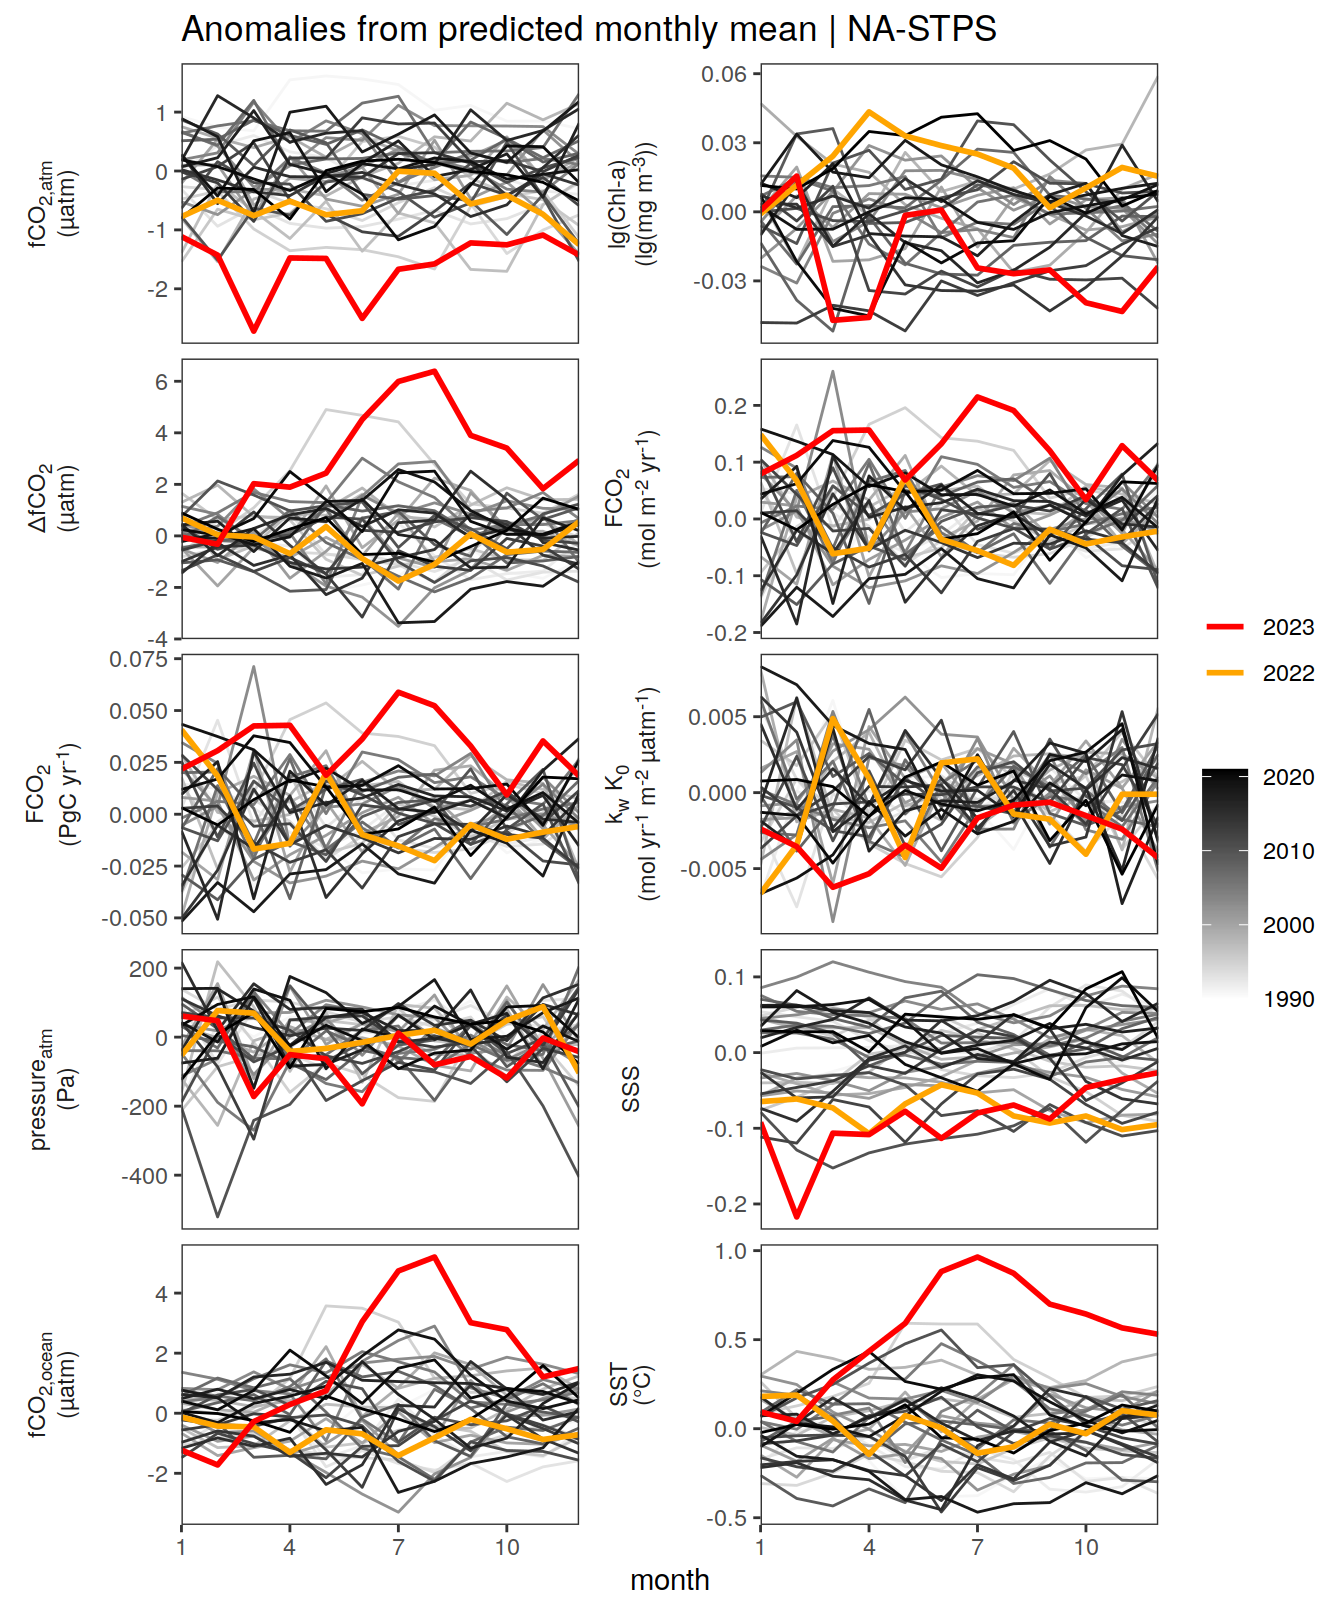 Anomalies from predicted monthly mean | NA-STPS
fCO2,atm
(µatm)
1
0
-1
-2
lg(Chl-a)
(lg(mg m-3))
0.06
0.03
0.00
-0.03
ΔfCO2
(µatm)
6
4
2
0
-2
-4
FCO2
(mol m-2 yr-1)
0.2
0.1
0.0
-0.1
-0.2
FCO2
(PgC yr-1)
0.075
0.050
0.025
0.000
-0.025
-0.050
kw K0
(mol yr-1 m-2 µatm-1)
0.005
0.000
-0.005
pressureatm
(Pa)
200
0
-200
-400
SSS
0.1
0.0
-0.1
-0.2
fCO2,ocean
(µatm)
4
2
0
-2
SST
(°C)
1.0
0.5
0.0
-0.5
1 4 7 10
1 4 7 10
month
2023
2022
2020
2010
2000
1990